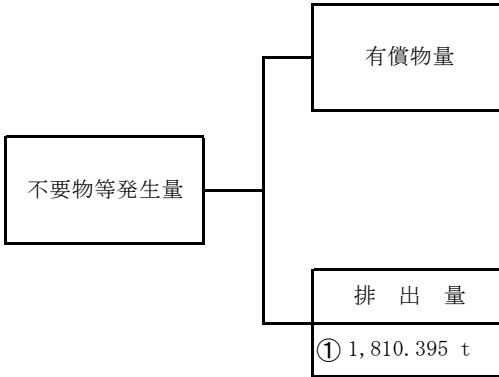 有償物量
不要物等発生量
排 出 量
① 1,810.395 t